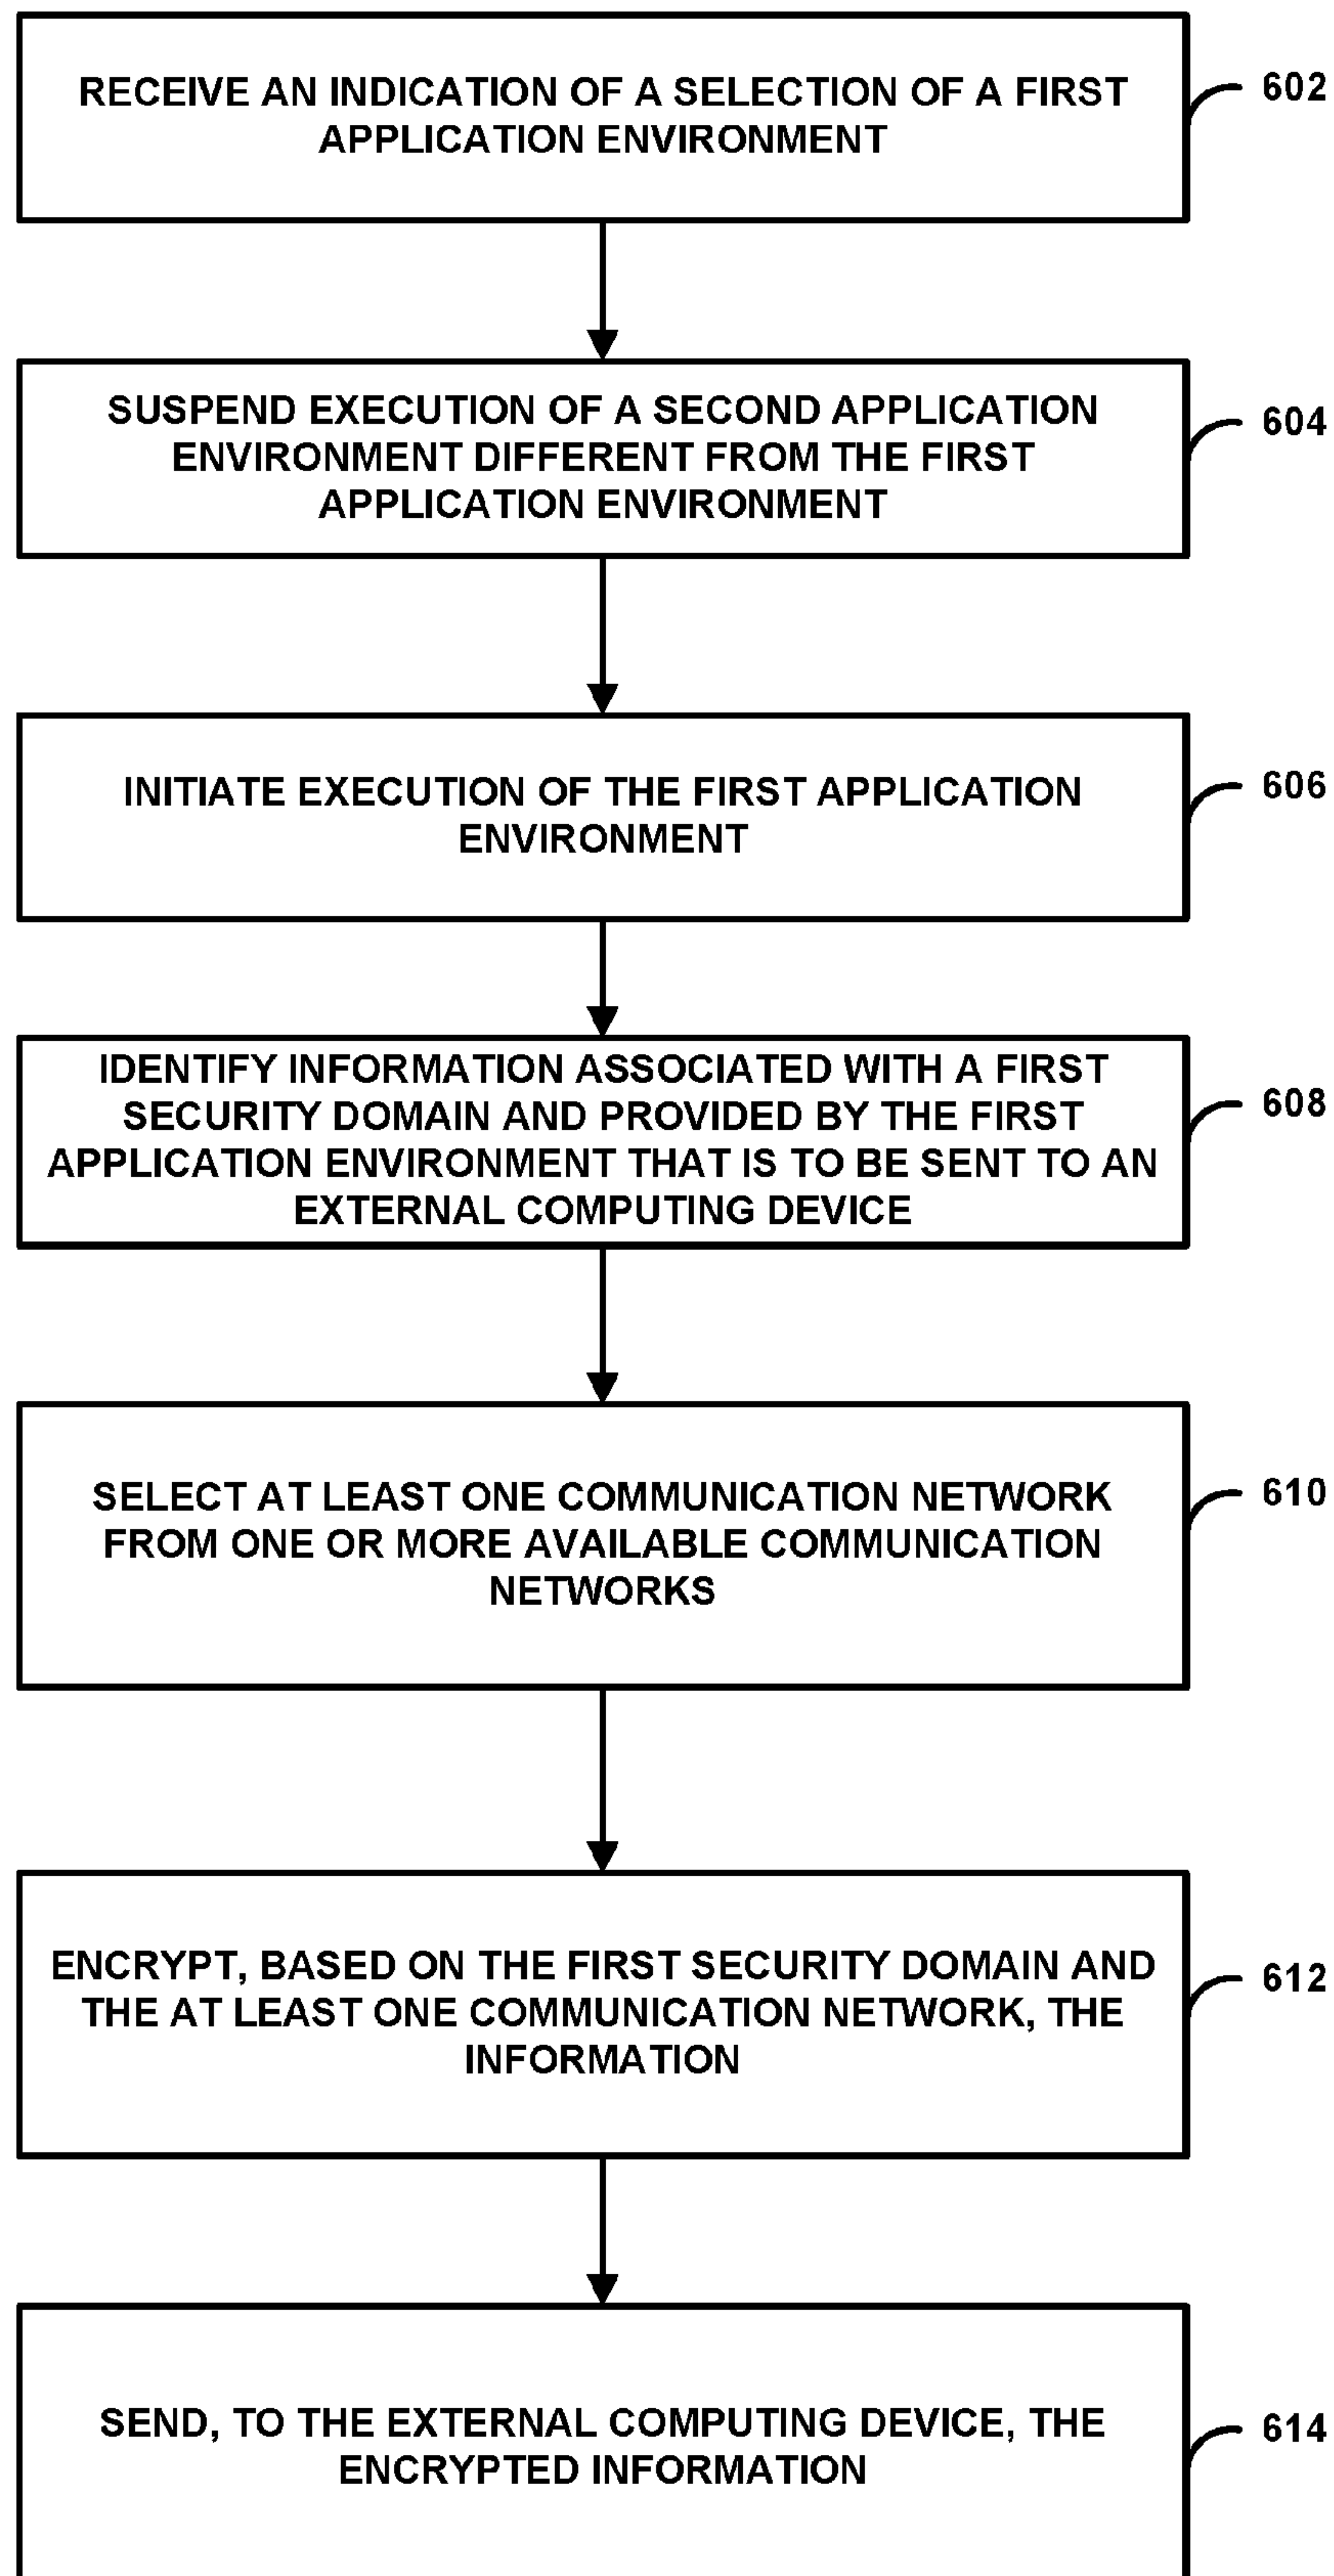 RECEIVE AN INDICATION OF A SELECTION OF A FIRST
APPLICATION ENVIRONMENT
602
SUSPEND EXECUTION OF A SECOND APPLICATION
ENVIRONMENT DIFFERENT FROM THE FIRST
APPLICATION ENVIRONMENT
604
INITIATE EXECUTION OF THE FIRST APPLICATION
ENVIRONMENT
606
IDENTIFY INFORMATION ASSOCIATED WITH A FIRST
SECURITY DOMAIN AND PROVIDED BY THE FIRST
APPLICATION ENVIRONMENT THAT IS TO BE SENT TO AN
EXTERNAL COMPUTING DEVICE
608
SELECT AT LEAST ONE COMMUNICATION NETWORK
FROM ONE OR MORE AVAILABLE COMMUNICATION
NETWORKS
610
ENCRYPT, BASED ON THE FIRST SECURITY DOMAIN AND
THE AT LEAST ONE COMMUNICATION NETWORK, THE
INFORMATION
612
SEND, TO THE EXTERNAL COMPUTING DEVICE, THE
ENCRYPTED INFORMATION
614